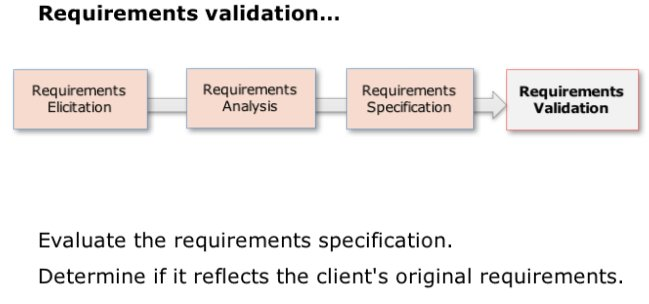 Requirements validation...
Requirements
Elicitation
Requirements
Analysis
Requirements
Specification
Requirements
Validation
Evaluate the requirements specification.
Determine if it reflects the client's original requirements.